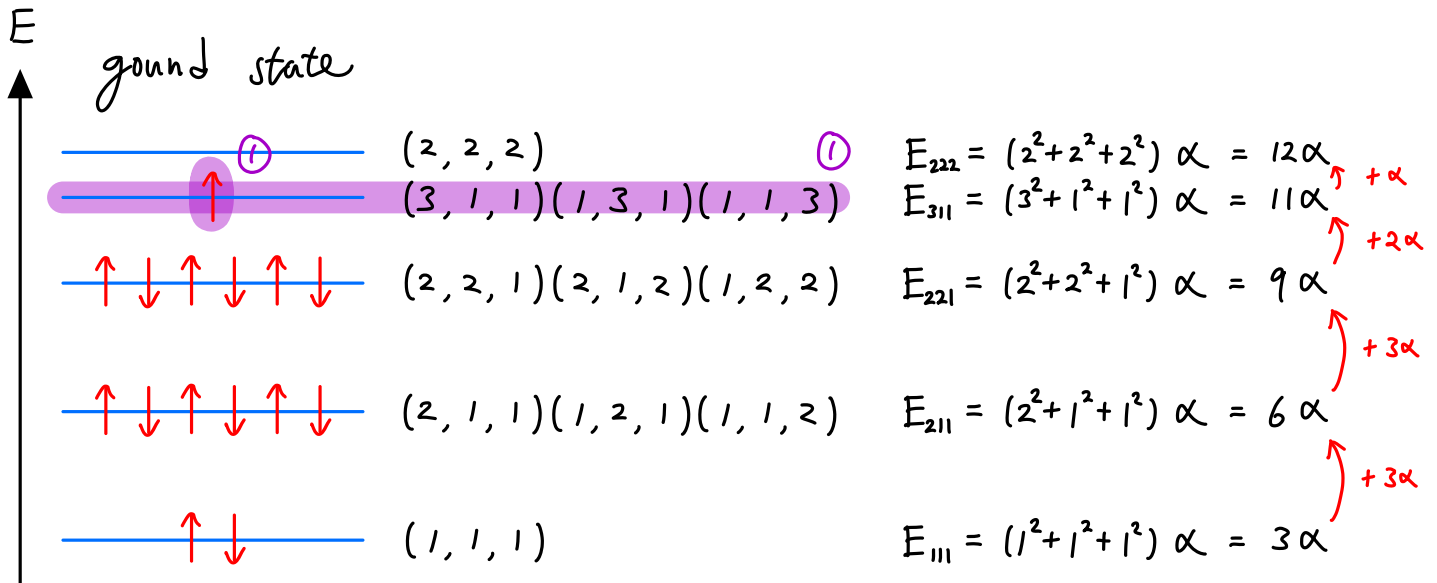 E
gound state
① (2, 2, 2) ① E₂₂₂ = (2²+2²+2²) α = 12α
+α
(3, 1, 1)(1, 3, 1)(1, 1, 3) E₃₁₁ = (3²+1²+1²) α = 11α
+2α
(2, 2, 1)(2, 1, 2)(1, 2, 2) E₂₂₁ = (2²+2²+1²) α = 9α
+3α
(2, 1, 1)(1, 2, 1)(1, 1, 2) E₂₁₁ = (2²+1²+1²) α = 6α
+3α
(1, 1, 1) E₁₁₁ = (1²+1²+1²) α = 3α